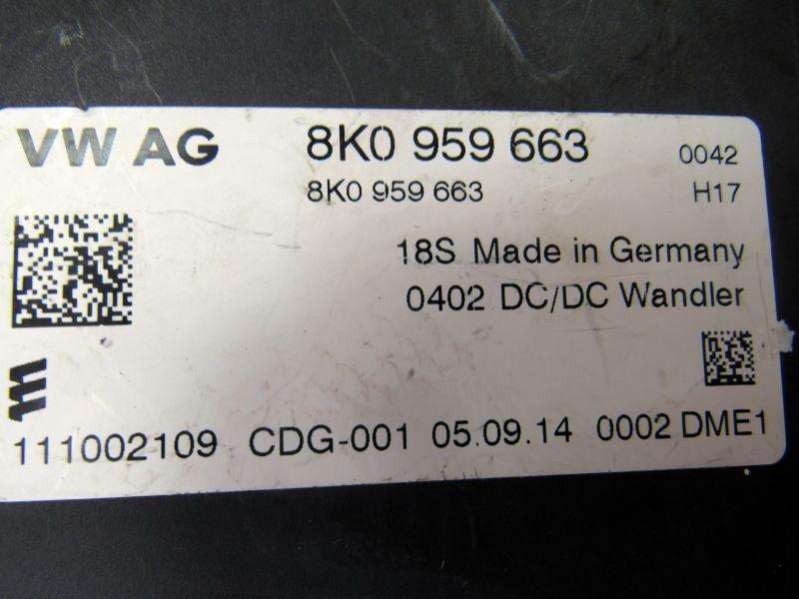 VW AG 8K0 959 663 0042
8K0 959 663 H17
18S Made in Germany
0402 DC/DC Wandler
111002109 CDG-001 05.09.14 0002 DME1